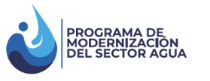 PROGRAMA DE
MODERNIZACIÓN
DEL SECTOR AGUA